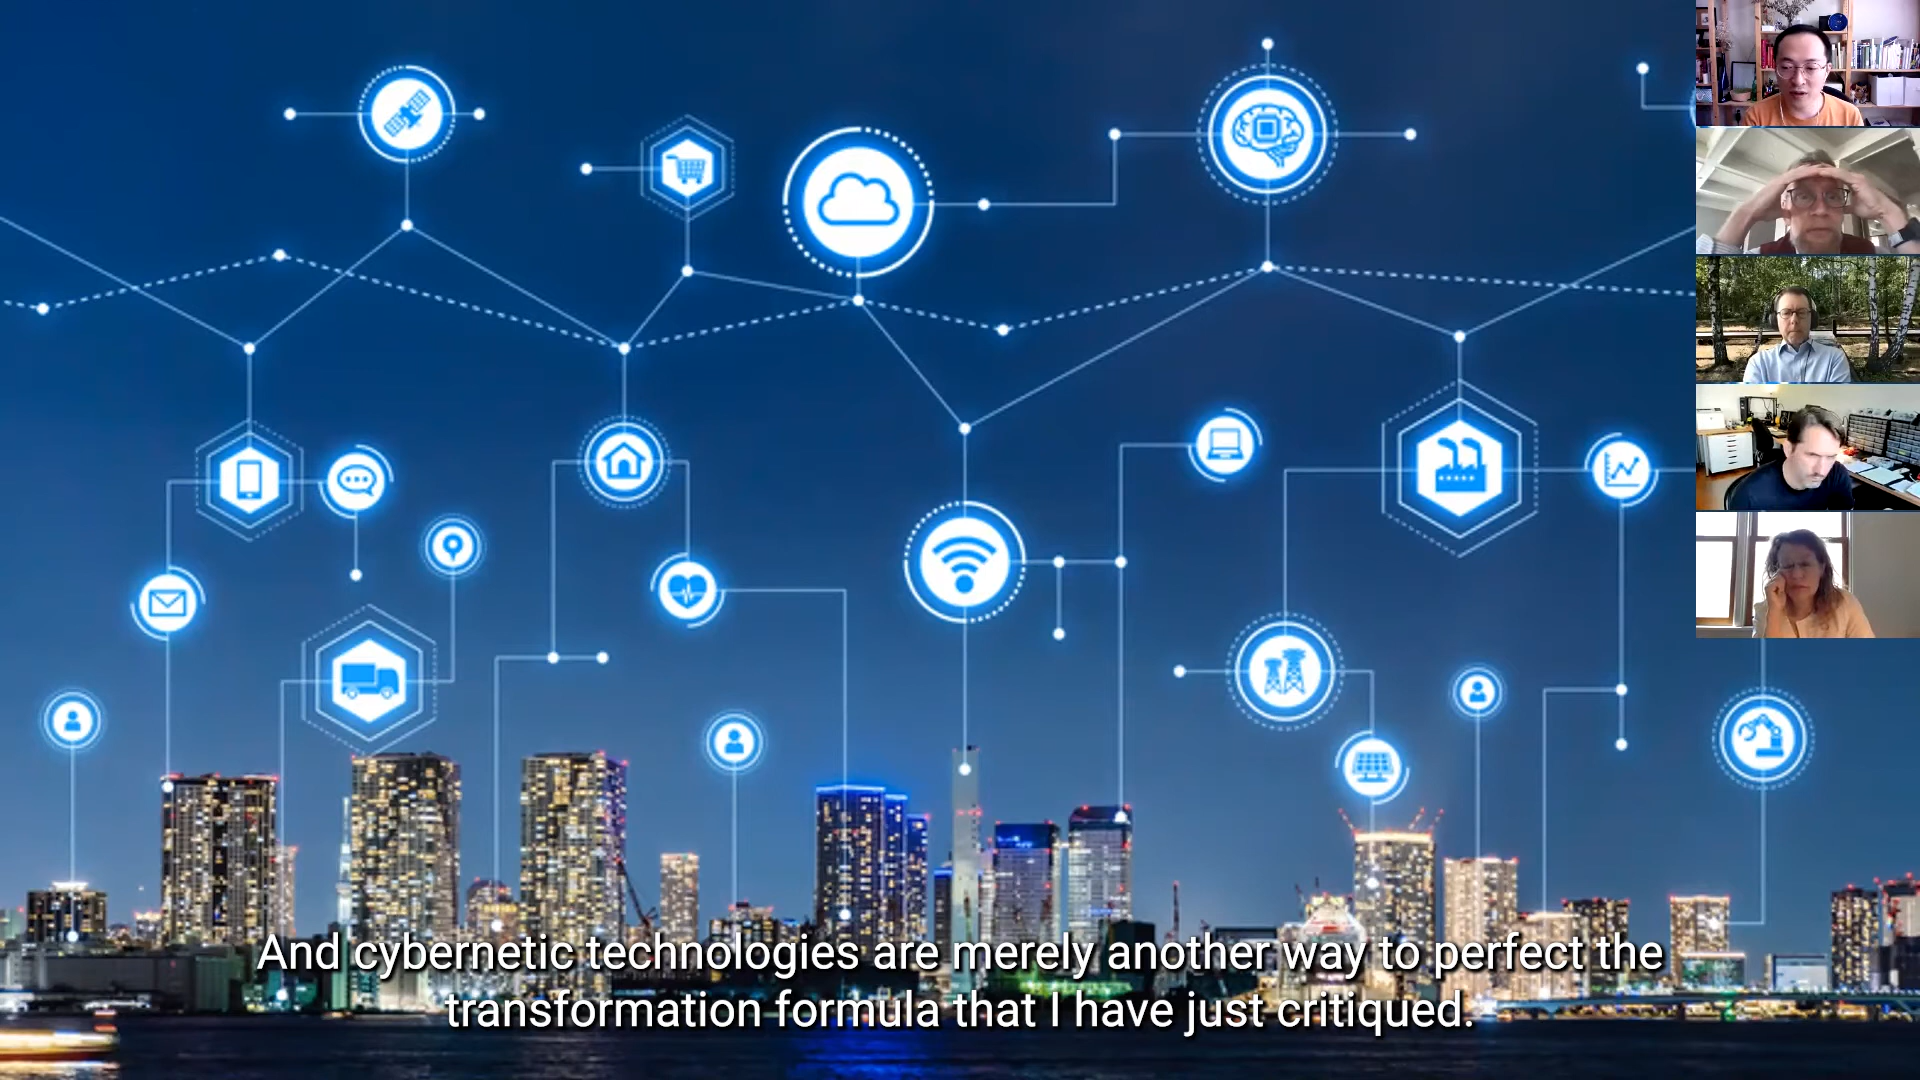 And cybernetic technologies are merely another way to perfect the
transformation formula that I have just critiqued.